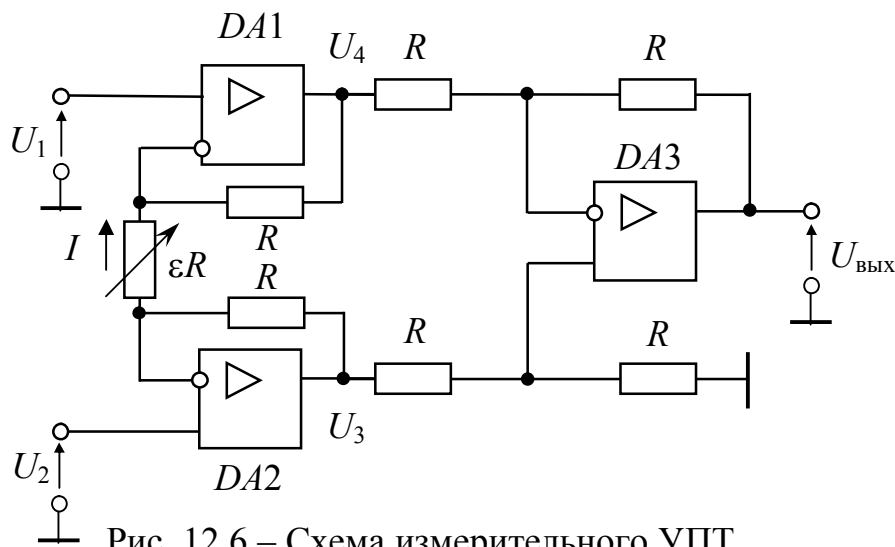 DA1
U4
R
R
U1
DA3
I
R
εR
R
Uвых
R
R
U3
U2
DA2
Рис. 12.6 – Схема измерительного УПТ